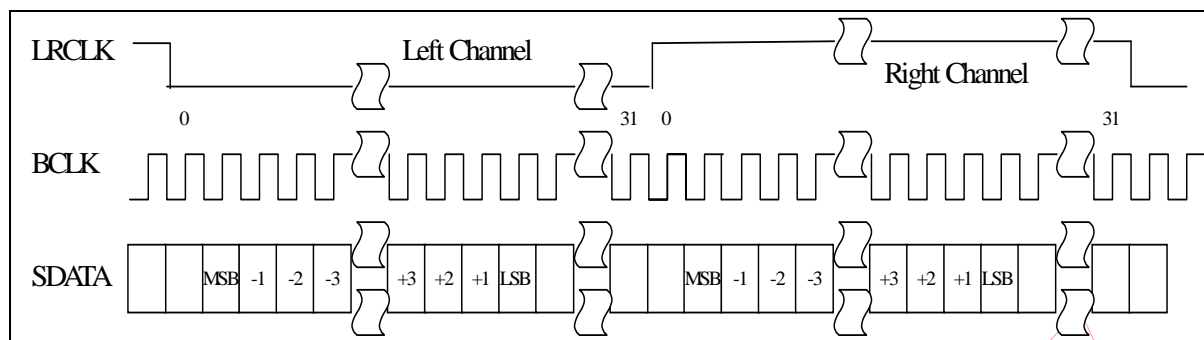 LRCLK Left Channel
Right Channel
0 31 0 31
BCLK
SDATA MSB -1 -2 -3 +3 +2 +1 LSB MSB -1 -2 -3 +3 +2 +1 LSB